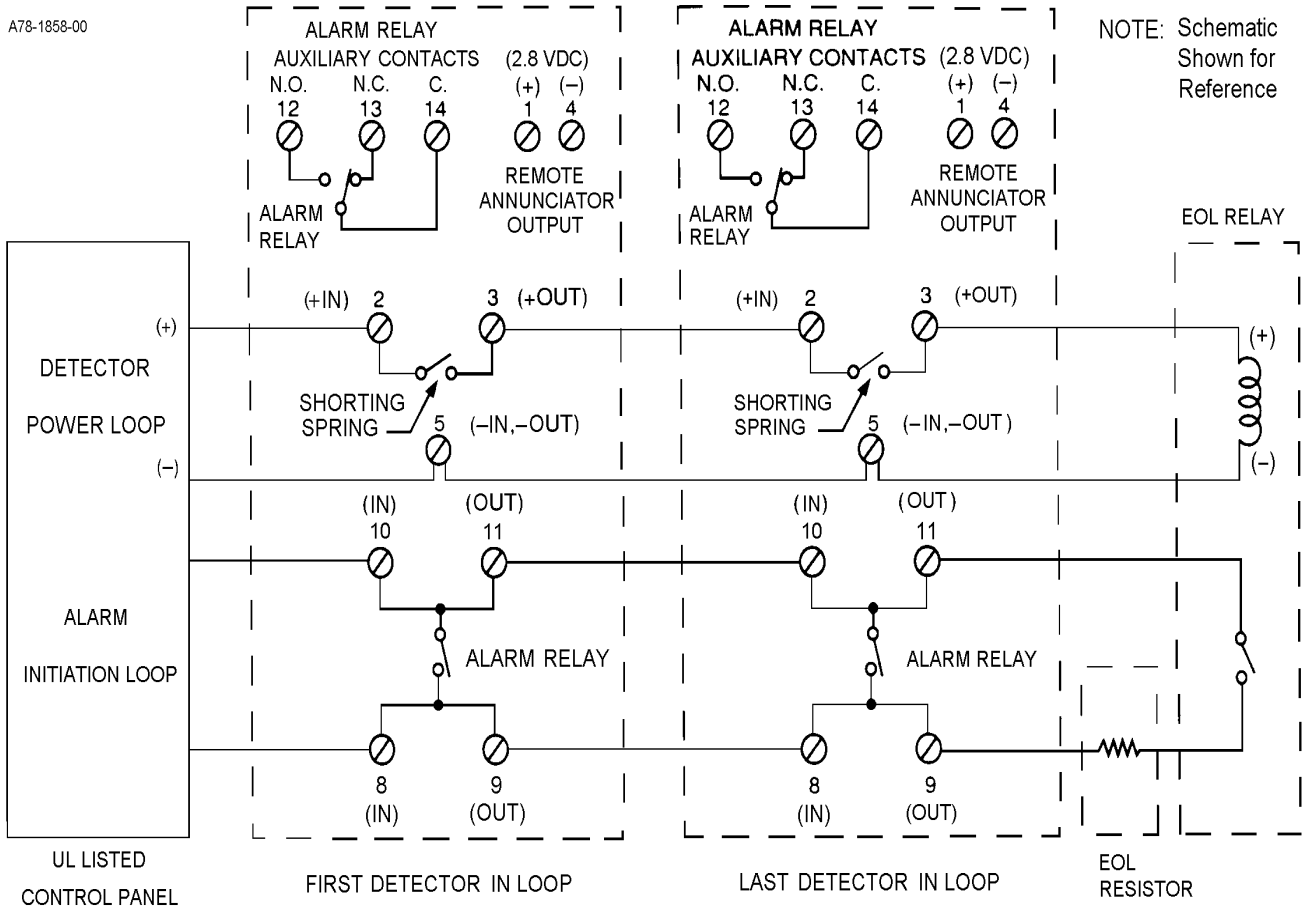 A78-1858-00
ALARM RELAY
AUXILIARY CONTACTS (2.8 VDC)
N.O. N.C. C. (+) (–)
12 13 14 1 4
ALARM
RELAY
REMOTE
ANNUNCIATOR
OUTPUT
ALARM RELAY
AUXILIARY CONTACTS (2.8 VDC)
N.O. N.C. C. (+) (–)
12 13 14 1 4
ALARM
RELAY
REMOTE
ANNUNCIATOR
OUTPUT
NOTE: Schematic
Shown for
Reference
EOL RELAY
(+)
DETECTOR
POWER LOOP
(–)
ALARM
INITIATION LOOP
UL LISTED
CONTROL PANEL
(+IN) 2 3 (+OUT)
SHORTING
SPRING
5 (–IN,–OUT)
(IN) (OUT)
10 11
ALARM RELAY
8 9
(IN) (OUT)
FIRST DETECTOR IN LOOP
(+IN) 2 3 (+OUT)
SHORTING
SPRING
5 (–IN,–OUT)
(IN) (OUT)
10 11
ALARM RELAY
8 9
(IN) (OUT)
LAST DETECTOR IN LOOP
(+)
(–)
EOL
RESISTOR